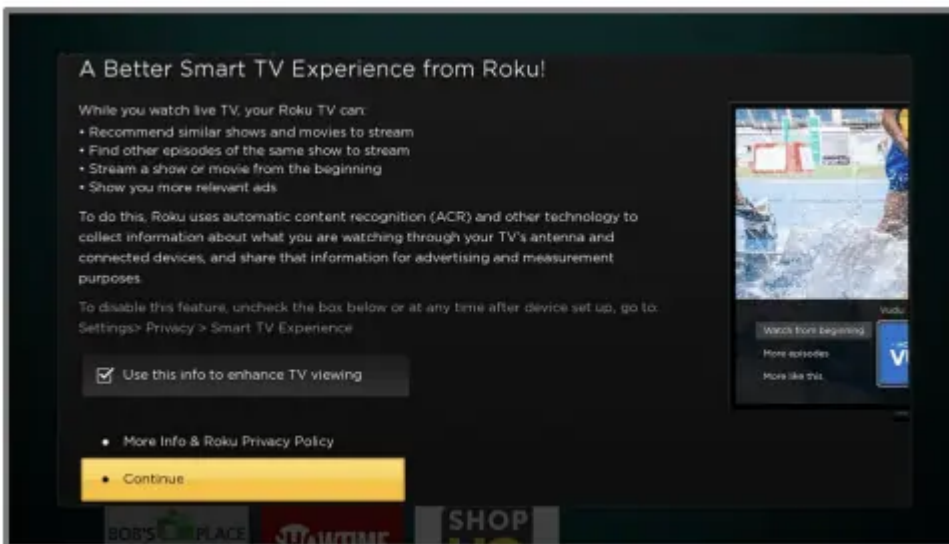 A Better Smart TV Experience from Roku!
While you watch live TV, your Roku TV can:
• Recommend similar shows and movies to stream
• Find other episodes of the same show to stream
• Stream a show or movie from the beginning
• Show you more relevant ads
To do this, Roku uses automatic content recognition (ACR) and other technology to
collect information about what you are watching through your TV's antenna and
connected devices, and share that information for advertising and measurement
purposes.
To disable this feature, uncheck the box below or at any time after device set up, go to:
Settings> Privacy > Smart TV Experience
Use this info to enhance TV viewing
• More Info & Roku Privacy Policy
• Continue
Vudu
Watch from beginning
More episodes
More like this
BOB'S PLACE
SHOWTIME
SHOP